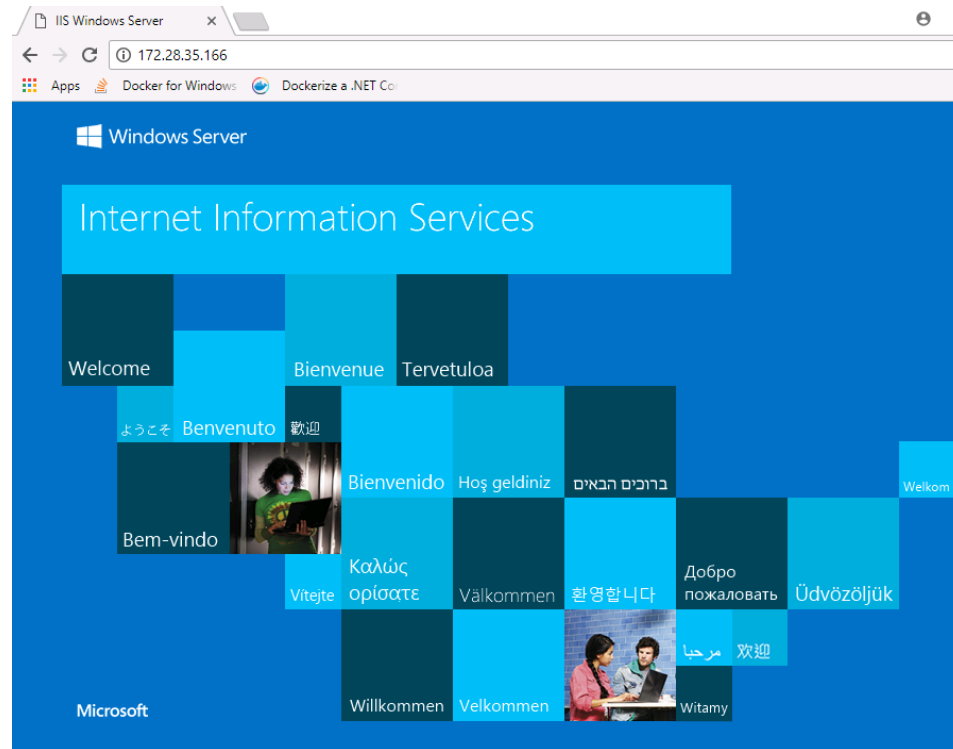 IIS Windows Server
172.28.35.166
Apps
Docker for Windows
Dockerize a .NET Co
Windows Server
Internet Information Services
Welcome
Bienvenue
Tervetuloa
ようこそ
Benvenuto
歡迎
Bienvenido
Hoş geldiniz
ברוכים הבאים
Welkom
Bem-vindo
Vítejte
Καλώς
ορίσατε
Välkommen
환영합니다
Добро
пожаловать
Üdvözöljük
مرحبا
欢迎
Microsoft
Willkommen
Velkommen
Witamy